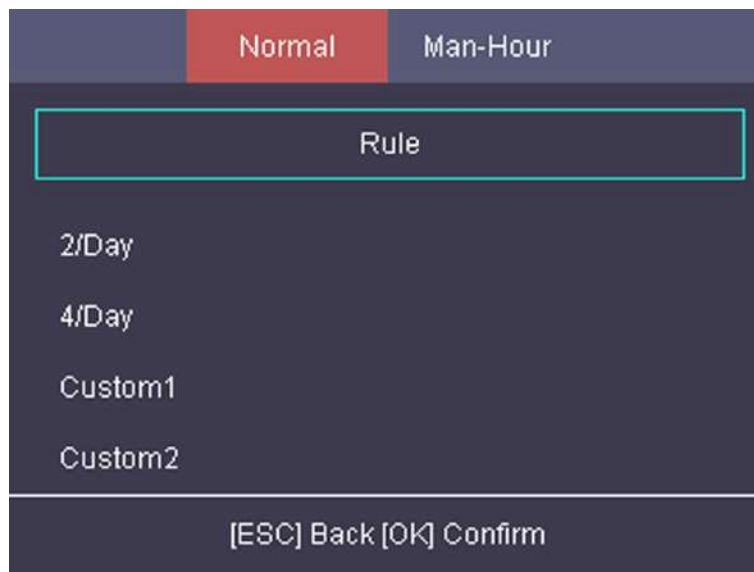 Normal Man-Hour
Rule
2/Day
4/Day
Custom1
Custom2
[ESC] Back [OK] Confirm